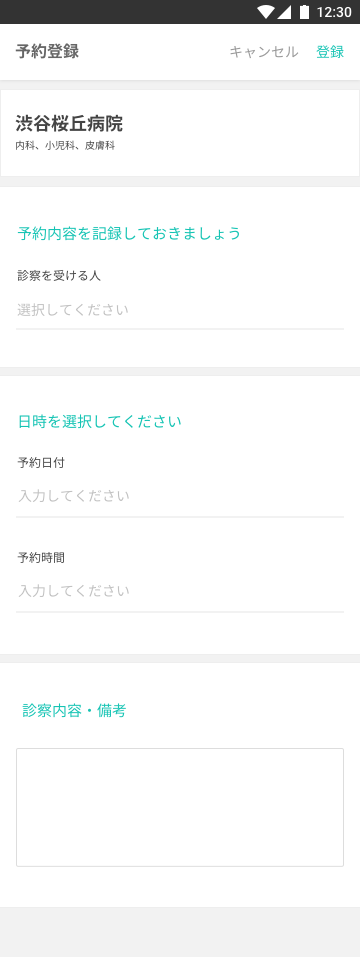 12:30
予約登録 キャンセル 登録
渋谷桜丘病院
内科、小児科、皮膚科
予約内容を記録しておきましょう
診察を受ける人
選択してください
日時を選択してください
予約日付
入力してください
予約時間
入力してください
診察内容・備考